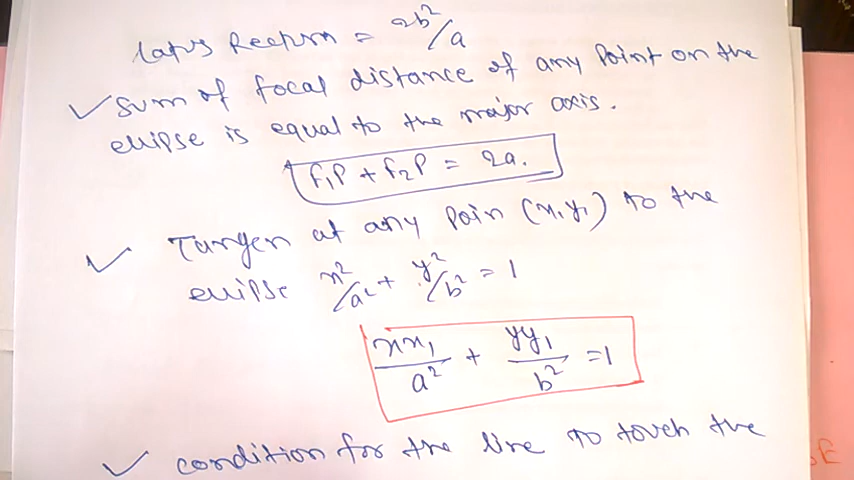 Latus Rectum = 2b²/a
sum of focal distance of any point on the
ellipse is equal to the major axis.
F₁P + F₂P = 2a.
Tangen at any poin (x₁y₁) to the
ellipse x²/a² + y²/b² = 1
xx₁/a² + yy₁/b² = 1
condition for the line to touch the